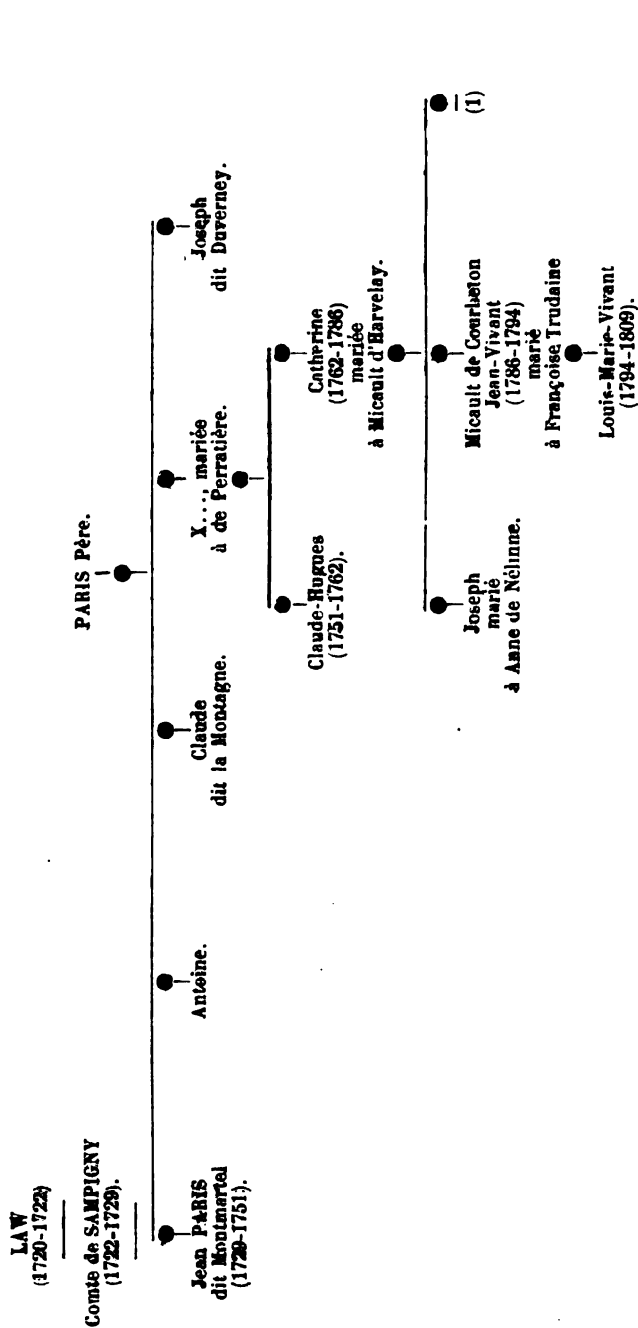 LAW
(1720-1722)
Comte de SAMPIGNY
(1722-1729).
PARIS Père.
Jean PARIS
dit Montmartel
(1729-1751).
Antoine.
Claude
dit la Montagne.
X..., mariée
à de Perratière.
Joseph
dit Duverney.
Claude-Hugues
(1751-1762).
Catherine
(1762-1786)
mariée
à Micault d'Harvelay.
Joseph
marié
à Anne de Nélinne.
Micault de Courbeton
Jean-Vivant
(1786-1794)
marié
à Françoise Trudaine
(1)
Louis-Marie-Vivant
(1794-1809).